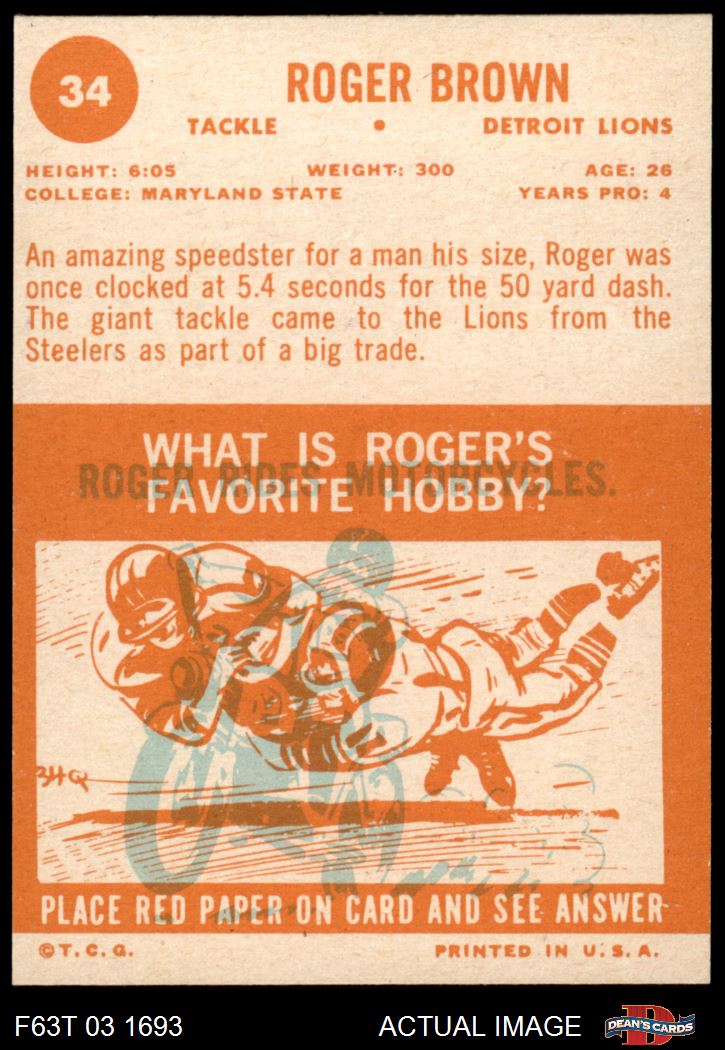 34
ROGER BROWN
TACKLE • DETROIT LIONS
HEIGHT: 6:05 WEIGHT: 300 AGE: 26
COLLEGE: MARYLAND STATE YEARS PRO: 4
An amazing speedster for a man his size, Roger was
once clocked at 5.4 seconds for the 50 yard dash.
The giant tackle came to the Lions from the
Steelers as part of a big trade.
WHAT IS ROGER'S
ROGER RIDES MOTORCYCLES.
FAVORITE HOBBY?
PLACE RED PAPER ON CARD AND SEE ANSWER
©T.C.G. PRINTED IN U.S.A.
F63T 03 1693 ACTUAL IMAGE
DEAN'S CARDS